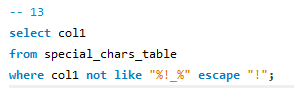 -- 13
select col1
from special_chars_table
where col1 not like "%!_%" escape "!";